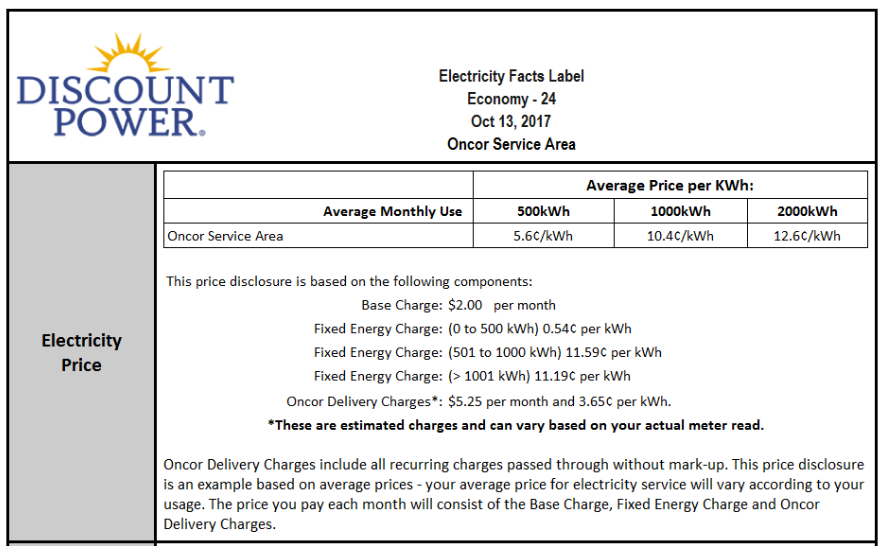 DISCOUNT
POWER.
Electricity Facts Label
Economy - 24
Oct 13, 2017
Oncor Service Area
Electricity
Price
Average Price per KWh:
Average Monthly Use 500kWh 1000kWh 2000kWh
Oncor Service Area 5.6¢/kWh 10.4¢/kWh 12.6¢/kWh
This price disclosure is based on the following components:
Base Charge: $2.00 per month
Fixed Energy Charge: (0 to 500 kWh) 0.54¢ per kWh
Fixed Energy Charge: (501 to 1000 kWh) 11.59¢ per kWh
Fixed Energy Charge: (> 1001 kWh) 11.19¢ per kWh
Oncor Delivery Charges*: $5.25 per month and 3.65¢ per kWh.
*These are estimated charges and can vary based on your actual meter read.
Oncor Delivery Charges include all recurring charges passed through without mark-up. This price disclosure
is an example based on average prices - your average price for electricity service will vary according to your
usage. The price you pay each month will consist of the Base Charge, Fixed Energy Charge and Oncor
Delivery Charges.